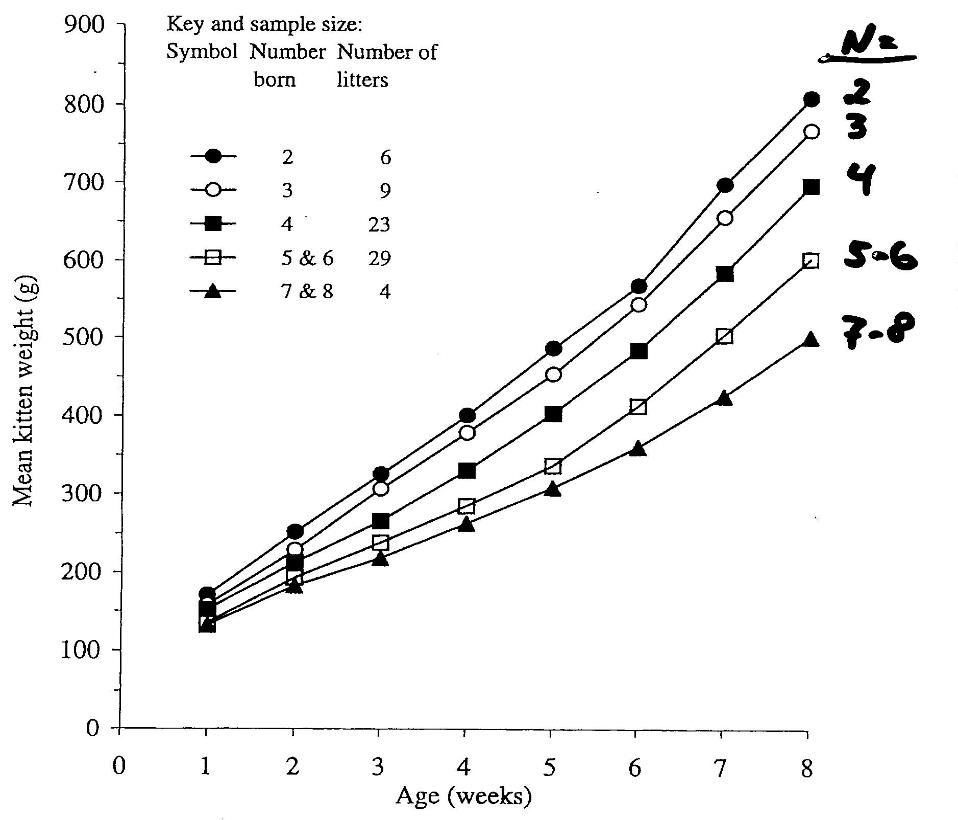 900
Key and sample size:
Symbol Number Number of
born litters
N=
800
2
3
2 6
700
3 9
4
4 23
600
5 & 6 29
5-6
7 & 8 4
500
7-8
400
300
200
100
0
Mean kitten weight (g)
0 1 2 3 4 5 6 7 8
Age (weeks)